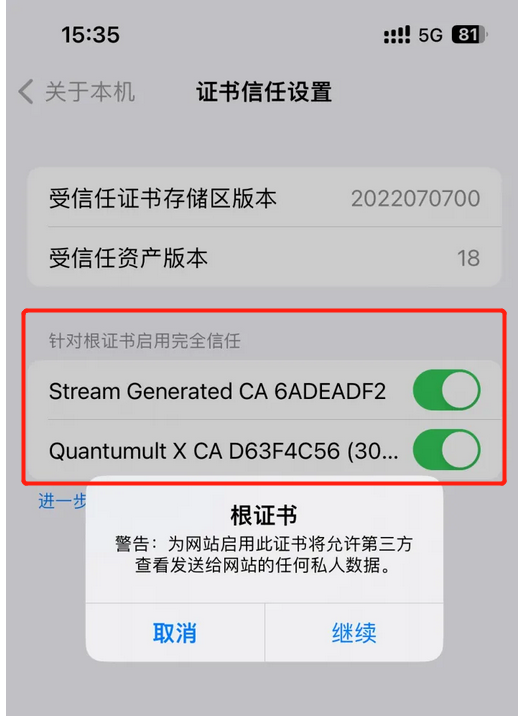 15:35
5G 81
关于本机
证书信任设置
受信任证书存储区版本 2022070700
受信任资产版本 18
针对根证书启用完全信任
Stream Generated CA 6ADEADF2
Quantumult X CA D63F4C56 (30...
进一步
根证书
警告：为网站启用此证书将允许第三方
查看发送给网站的任何私人数据。
取消 继续